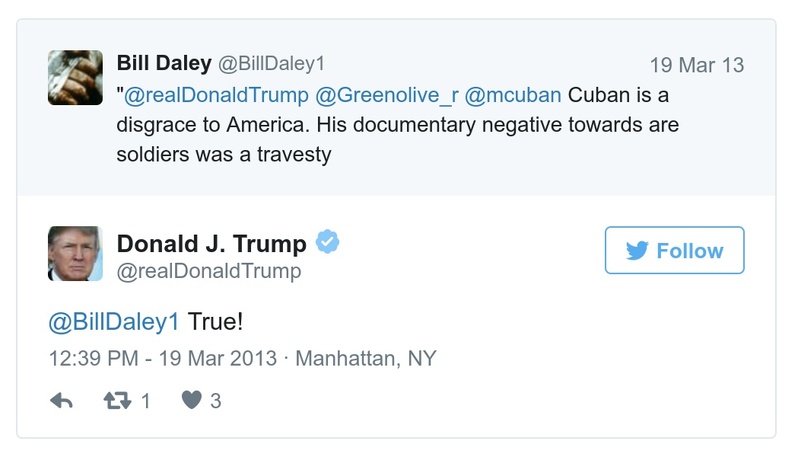 Bill Daley @BillDaley1 19 Mar 13
"@realDonaldTrump @Greenolive_r @mcuban Cuban is a
disgrace to America. His documentary negative towards are
soldiers was a travesty
Donald J. Trump
@realDonaldTrump
Follow
@BillDaley1 True!
12:39 PM - 19 Mar 2013 · Manhattan, NY
1 3